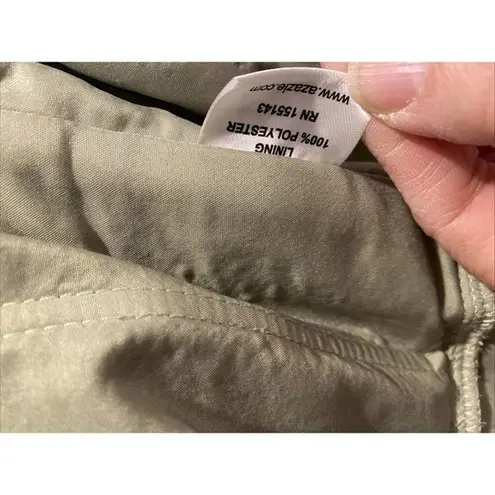 LINING
100% POLYESTER
RN 155143
www.azazie.com